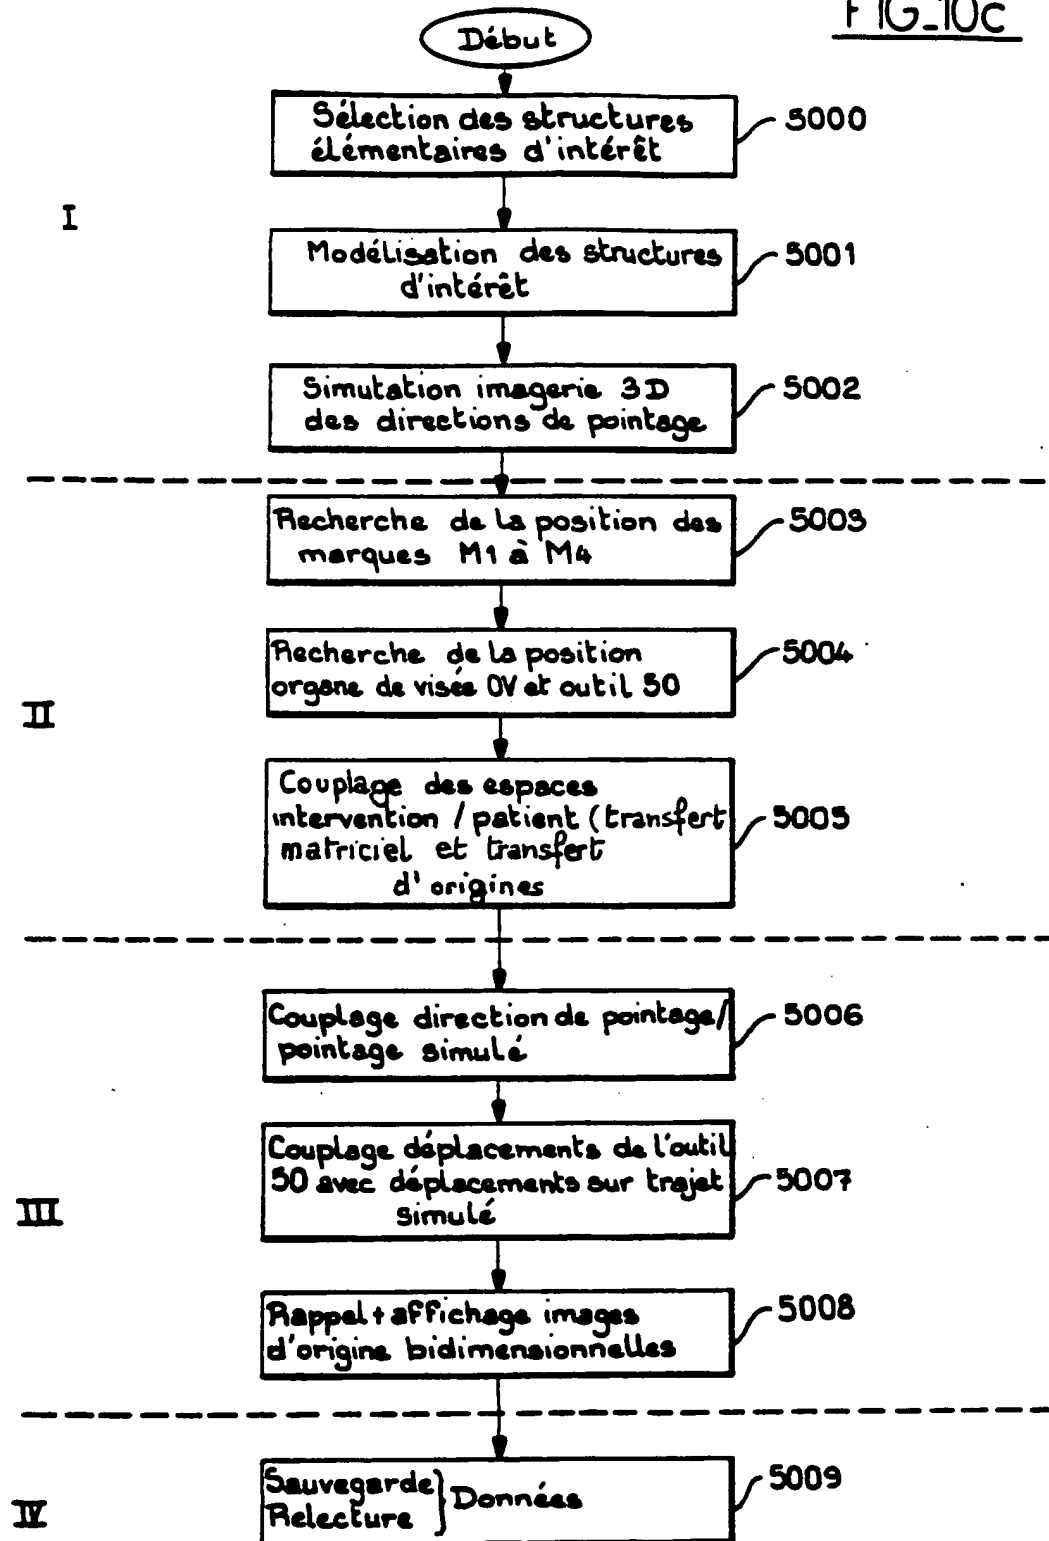 FIG_10c
Début
Sélection des structures
élémentaires d'intérêt
5000
I
Modélisation des structures
d'intérêt
5001
Simutation imagerie 3D
des directions de pointage
5002
Recherche de la position des
marques M1 à M4
5003
Recherche de la position
organe de visée OV et outil 50
5004
II
Couplage des espaces
intervention / patient (transfert
matriciel et transfert
d'origines
5005
Couplage direction de pointage/
pointage simulé
5006
Couplage déplacements de l'outil
50 avec déplacements sur trajet
simulé
5007
III
Rappel + affichage images
d'origine bidimensionnelles
5008
Sauvegarde
Relecture } Données
5009
IV